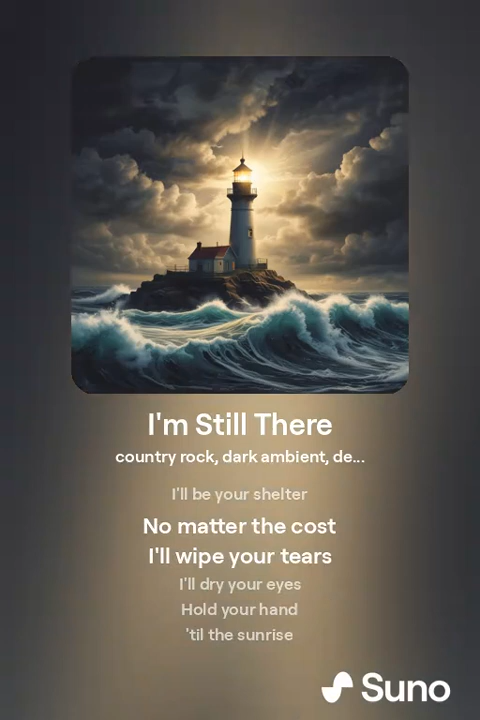 I'm Still There
country rock, dark ambient, de...
I'll be your shelter
No matter the cost
I'll wipe your tears
I'll dry your eyes
Hold your hand
'til the sunrise
Suno